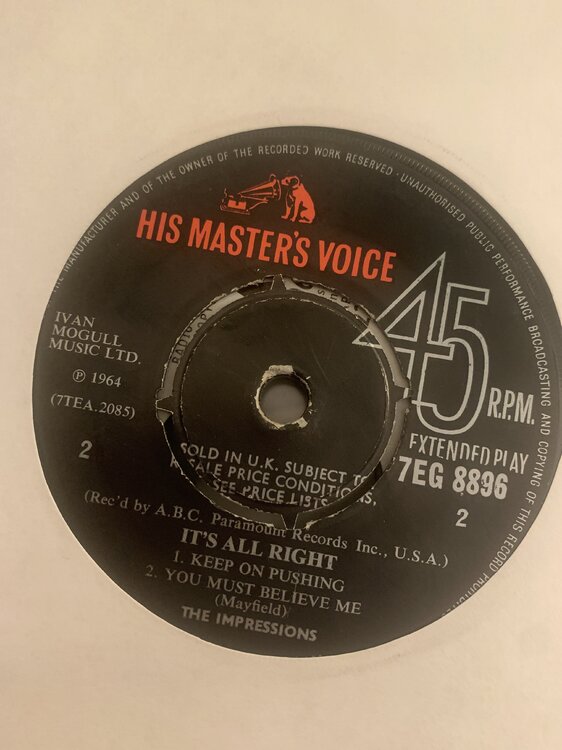 MANUFACTURER AND OF THE OWNER OF THE RECORDED WORK RESERVED · UNAUTHORISED PUBLIC PERFORMANCE BROADCASTING AND COPYING OF THIS RECORD
HIS MASTER'S VOICE
45
R.P.M.
EXTENDED PLAY
7EG 8896
2
IVAN
MOGULL
MUSIC LTD.
℗ 1964
(7TEA.2085)
2
SOLD IN U.K. SUBJECT TO
SALE PRICE CONDITIONS,
SEE PRICE LISTS
(Rec'd by A.B.C. Paramount Records Inc., U.S.A.)
IT'S ALL RIGHT
1. KEEP ON PUSHING
2. YOU MUST BELIEVE ME
(Mayfield)
THE IMPRESSIONS